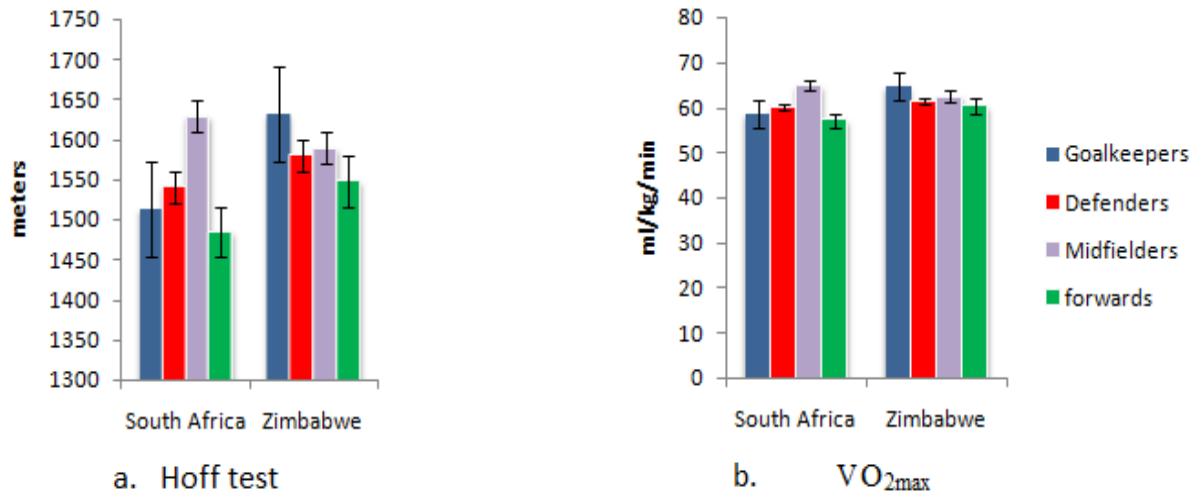 1750
1700
1650
1600
1550
1500
1450
1400
1350
1300
meters
South Africa Zimbabwe
a. Hoff test
80
70
60
50
40
30
20
10
0
ml/kg/min
South Africa Zimbabwe
b. VO2max
Goalkeepers
Defenders
Midfielders
forwards